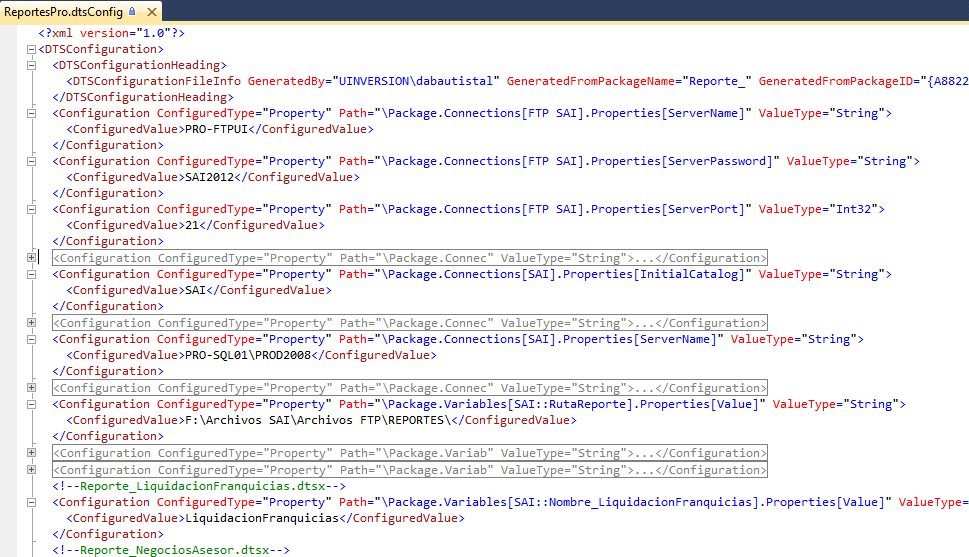 ReportesPro.dtsConfig
<?xml version="1.0"?>
<DTSConfiguration>
<DTSConfigurationHeading>
<DTSConfigurationFileInfo GeneratedBy="UINVERSION\dabautistal" GeneratedFromPackageName="Reporte_" GeneratedFromPackageID="{A8822
</DTSConfigurationHeading>
<Configuration ConfiguredType="Property" Path="\Package.Connections[FTP SAI].Properties[ServerName]" ValueType="String">
<ConfiguredValue>PRO-FTPUI</ConfiguredValue>
</Configuration>
<Configuration ConfiguredType="Property" Path="\Package.Connections[FTP SAI].Properties[ServerPassword]" ValueType="String">
<ConfiguredValue>SAI2012</ConfiguredValue>
</Configuration>
<Configuration ConfiguredType="Property" Path="\Package.Connections[FTP SAI].Properties[ServerPort]" ValueType="Int32">
<ConfiguredValue>21</ConfiguredValue>
</Configuration>
<Configuration ConfiguredType="Property" Path="\Package.Connec" ValueType="String">...</Configuration>
<Configuration ConfiguredType="Property" Path="\Package.Connections[SAI].Properties[InitialCatalog]" ValueType="String">
<ConfiguredValue>SAI</ConfiguredValue>
</Configuration>
<Configuration ConfiguredType="Property" Path="\Package.Connec" ValueType="String">...</Configuration>
<Configuration ConfiguredType="Property" Path="\Package.Connections[SAI].Properties[ServerName]" ValueType="String">
<ConfiguredValue>PRO-SQL01\PROD2008</ConfiguredValue>
</Configuration>
<Configuration ConfiguredType="Property" Path="\Package.Connec" ValueType="String">...</Configuration>
<Configuration ConfiguredType="Property" Path="\Package.Variables[SAI::RutaReporte].Properties[Value]" ValueType="String">
<ConfiguredValue>F:\Archivos SAI\Archivos FTP\REPORTES\</ConfiguredValue>
</Configuration>
<Configuration ConfiguredType="Property" Path="\Package.Variab" ValueType="String">...</Configuration>
<Configuration ConfiguredType="Property" Path="\Package.Variab" ValueType="String">...</Configuration>
<!--Reporte_LiquidacionFranquicias.dtsx-->
<Configuration ConfiguredType="Property" Path="\Package.Variables[SAI::Nombre_LiquidacionFranquicias].Properties[Value]" ValueType=
<ConfiguredValue>LiquidacionFranquicias</ConfiguredValue>
</Configuration>
<!--Reporte_NegociosAsesor.dtsx-->